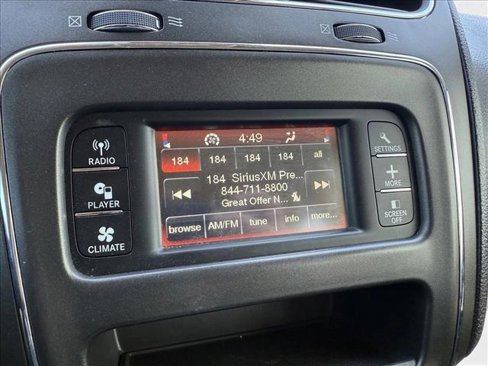 4:49
RADIO
PLAYER
CLIMATE
184 184 184 184 all
184 SiriusXM Pre...
844-711-8800
Great Offer N...
browse AM/FM tune info more...
SETTINGS
MORE
SCREEN
OFF